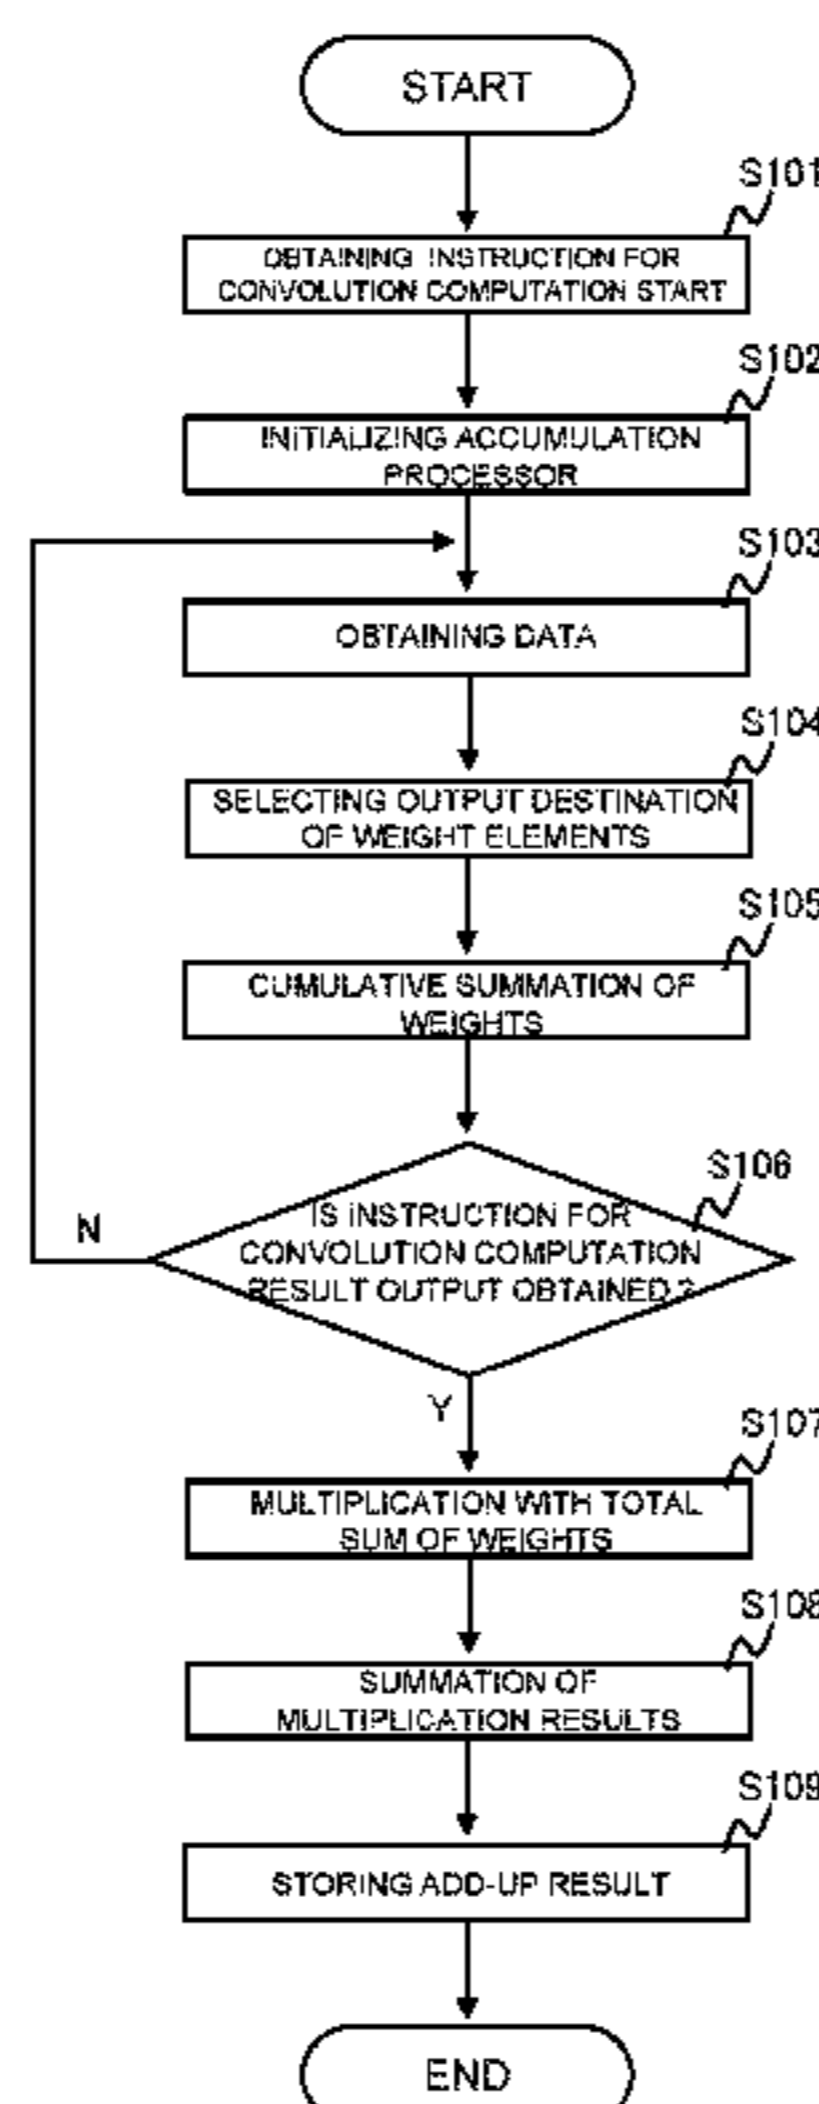 START
S101
OBTAINING INSTRUCTION FOR
CONVOLUTION COMPUTATION START
S102
INITIALIZING ACCUMULATION
PROCESSOR
S103
OBTAINING DATA
S104
SELECTING OUTPUT DESTINATION
OF WEIGHT ELEMENTS
S105
CUMULATIVE SUMMATION OF
WEIGHTS
S106
IS INSTRUCTION FOR
CONVOLUTION COMPUTATION
RESULT OUTPUT OBTAINED ?
N
Y
S107
MULTIPLICATION WITH TOTAL
SUM OF WEIGHTS
S108
SUMMATION OF
MULTIPLICATION RESULTS
S109
STORING ADD-UP RESULT
END